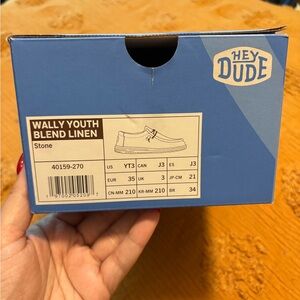 HEY
DUDE
WALLY YOUTH
BLEND LINEN
Stone
40159-270
US YT3 CAN J3 ES J3
EUR 35 UK 3 JP-CM 21
CN-MM 210 KR-MM 210 BR 34